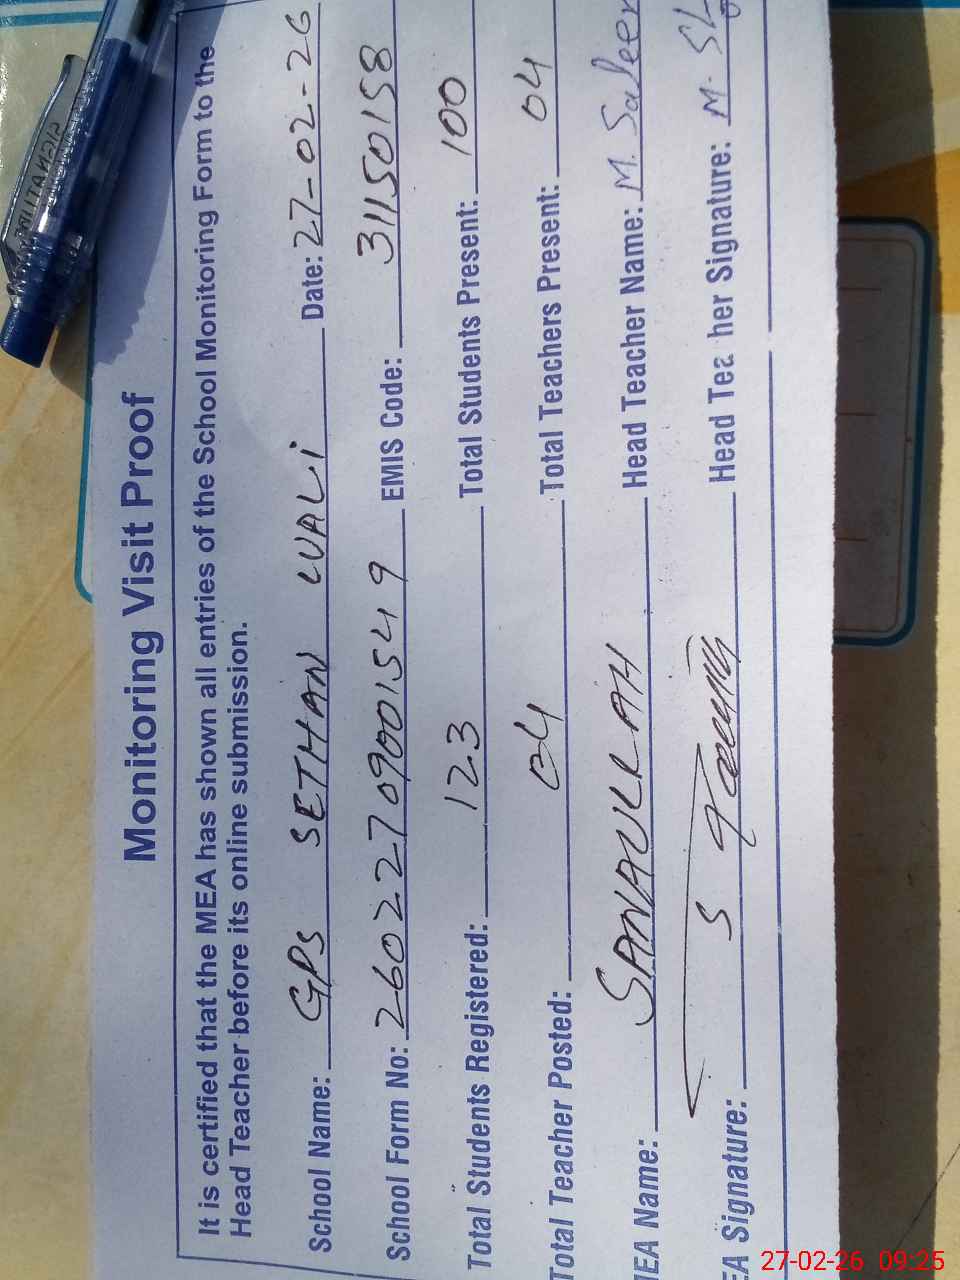 Monitoring Visit Proof
It is certified that the MEA has shown all entries of the School Monitoring Form to the
Head Teacher before its online submission.
School Name: GPS SETHAN WALI Date: 27-02-26
School Form No: 26022709001549 EMIS Code: 31150158
Total Students Registered: 123 Total Students Present: 100
Total Teacher Posted: 04 Total Teachers Present: 04
MEA Name: SANAULLAH Head Teacher Name: M. Saleem
EA Signature: Head Teacher Signature: M.
27-02-26 09:25